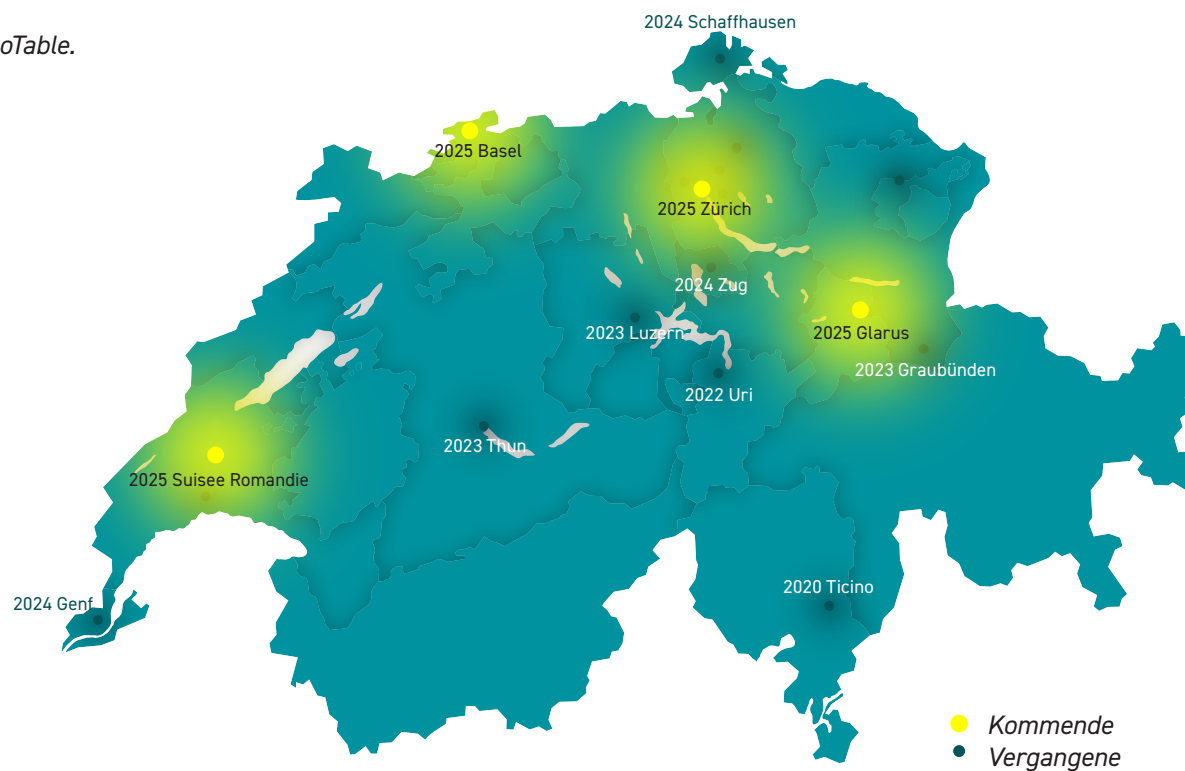 oTable.
2024 Schaffhausen
2025 Basel
2025 Zürich
2024 Zug
2023 Luzern
2025 Glarus
2023 Graubünden
2022 Uri
2023 Thun
2025 Suisee Romandie
2020 Ticino
2024 Genf
Kommende
Vergangene